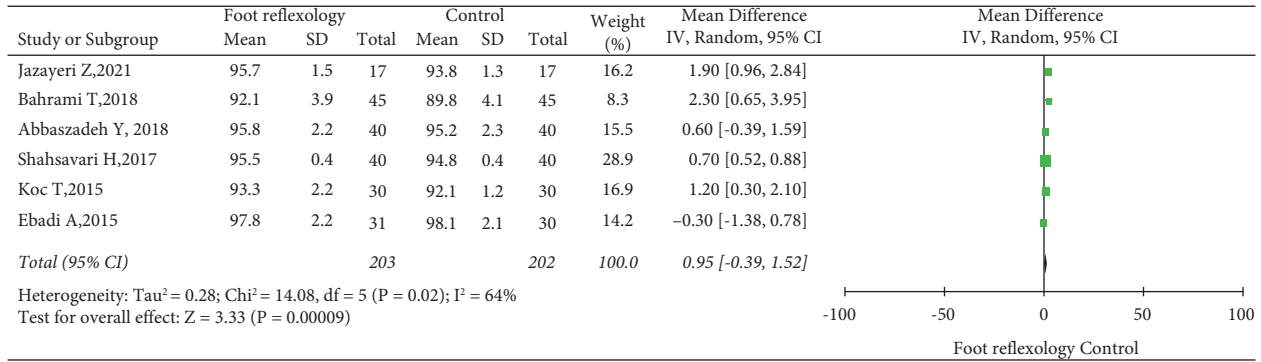 Foot reflexology Control Weight (%) Mean Difference Mean Difference
Study or Subgroup Mean SD Total Mean SD Total IV, Random, 95% CI IV, Random, 95% CI
Jazayeri Z,2021 95.7 1.5 17 93.8 1.3 17 16.2 1.90 [0.96, 2.84]
Bahrami T,2018 92.1 3.9 45 89.8 4.1 45 8.3 2.30 [0.65, 3.95]
Abbaszadeh Y, 2018 95.8 2.2 40 95.2 2.3 40 15.5 0.60 [-0.39, 1.59]
Shahsavari H,2017 95.5 0.4 40 94.8 0.4 40 28.9 0.70 [0.52, 0.88]
Koc T,2015 93.3 2.2 30 92.1 1.2 30 16.9 1.20 [0.30, 2.10]
Ebadi A,2015 97.8 2.2 31 98.1 2.1 30 14.2 –0.30 [-1.38, 0.78]
Total (95% CI) 203 202 100.0 0.95 [-0.39, 1.52]
Heterogeneity: Tau² = 0.28; Chi² = 14.08, df = 5 (P = 0.02); I² = 64%
Test for overall effect: Z = 3.33 (P = 0.00009)
-100 -50 0 50 100
Foot reflexology Control